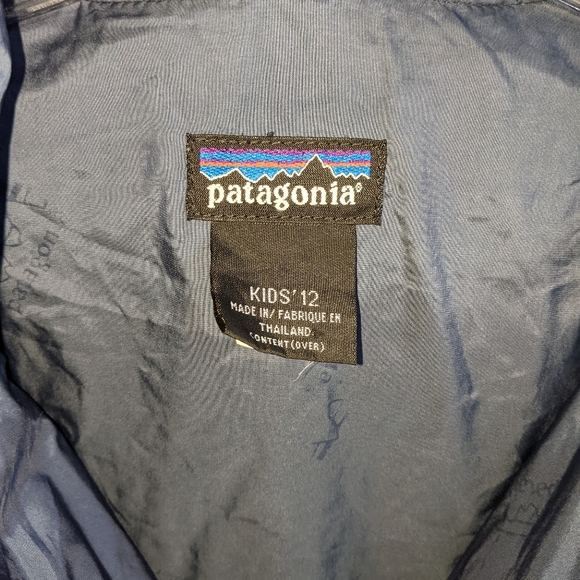 patagonia®
KIDS' 12
MADE IN/ FABRIQUE EN
THAILAND
CONTENT (OVER)